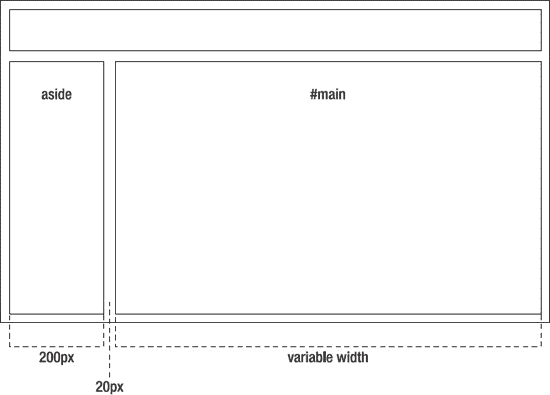 aside
#main
200px
variable width
20px